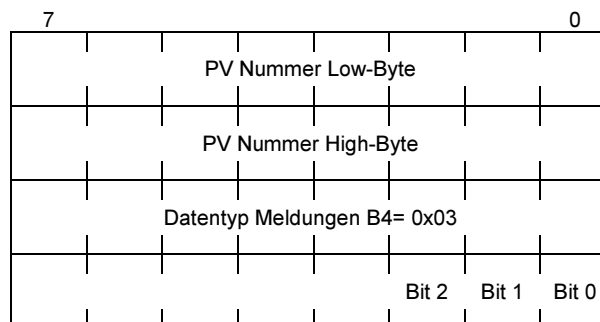 7 0
PV Nummer Low-Byte
PV Nummer High-Byte
Datentyp Meldungen B4= 0x03
Bit 2 Bit 1 Bit 0